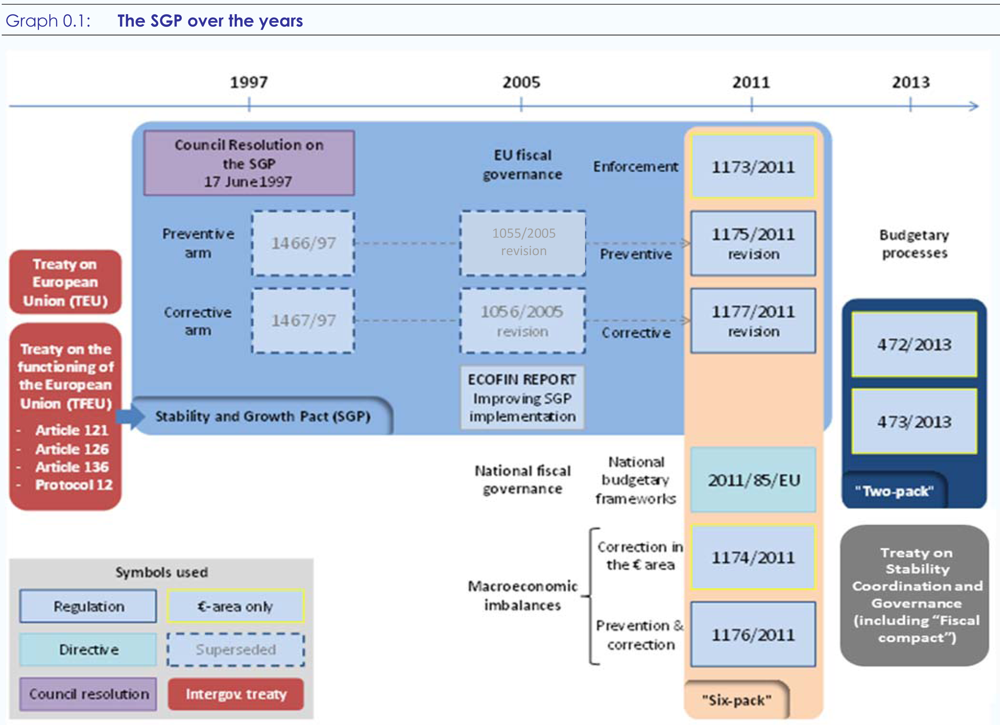 Graph 0.1: The SGP over the years
1997
2005
2011
2013
Council Resolution on
the SGP
17 June1997
EU fiscal
governance
Enforcement
1173/2011
Preventive
arm
1466/97
1055/2005
revision
Preventive
1175/2011
revision
Budgetary
processes
Treaty on
European
Union (TEU)
Corrective
arm
1467/97
1056/2005
revision
Corrective
1177/2011
revision
472/2013
473/2013
"Two-pack"
Treaty on the
functioning of
the European
Union (TFEU)
- Article 121
- Article 126
- Article 136
- Protocol 12
Stability and Growth Pact (SGP)
ECOFIN REPORT
Improving SGP
implementation
National fiscal
governance
National
budgetary
frameworks
2011/85/EU
Macroeconomic
imbalances
Correction in
the € area
1174/2011
Prevention &
correction
1176/2011
"Six-pack"
Treaty on
Stability
Coordination and
Governance
(including “Fiscal
compact”)
Symbols used
Regulation
€-area only
Directive
Superseded
Council resolution
Intergov. treaty